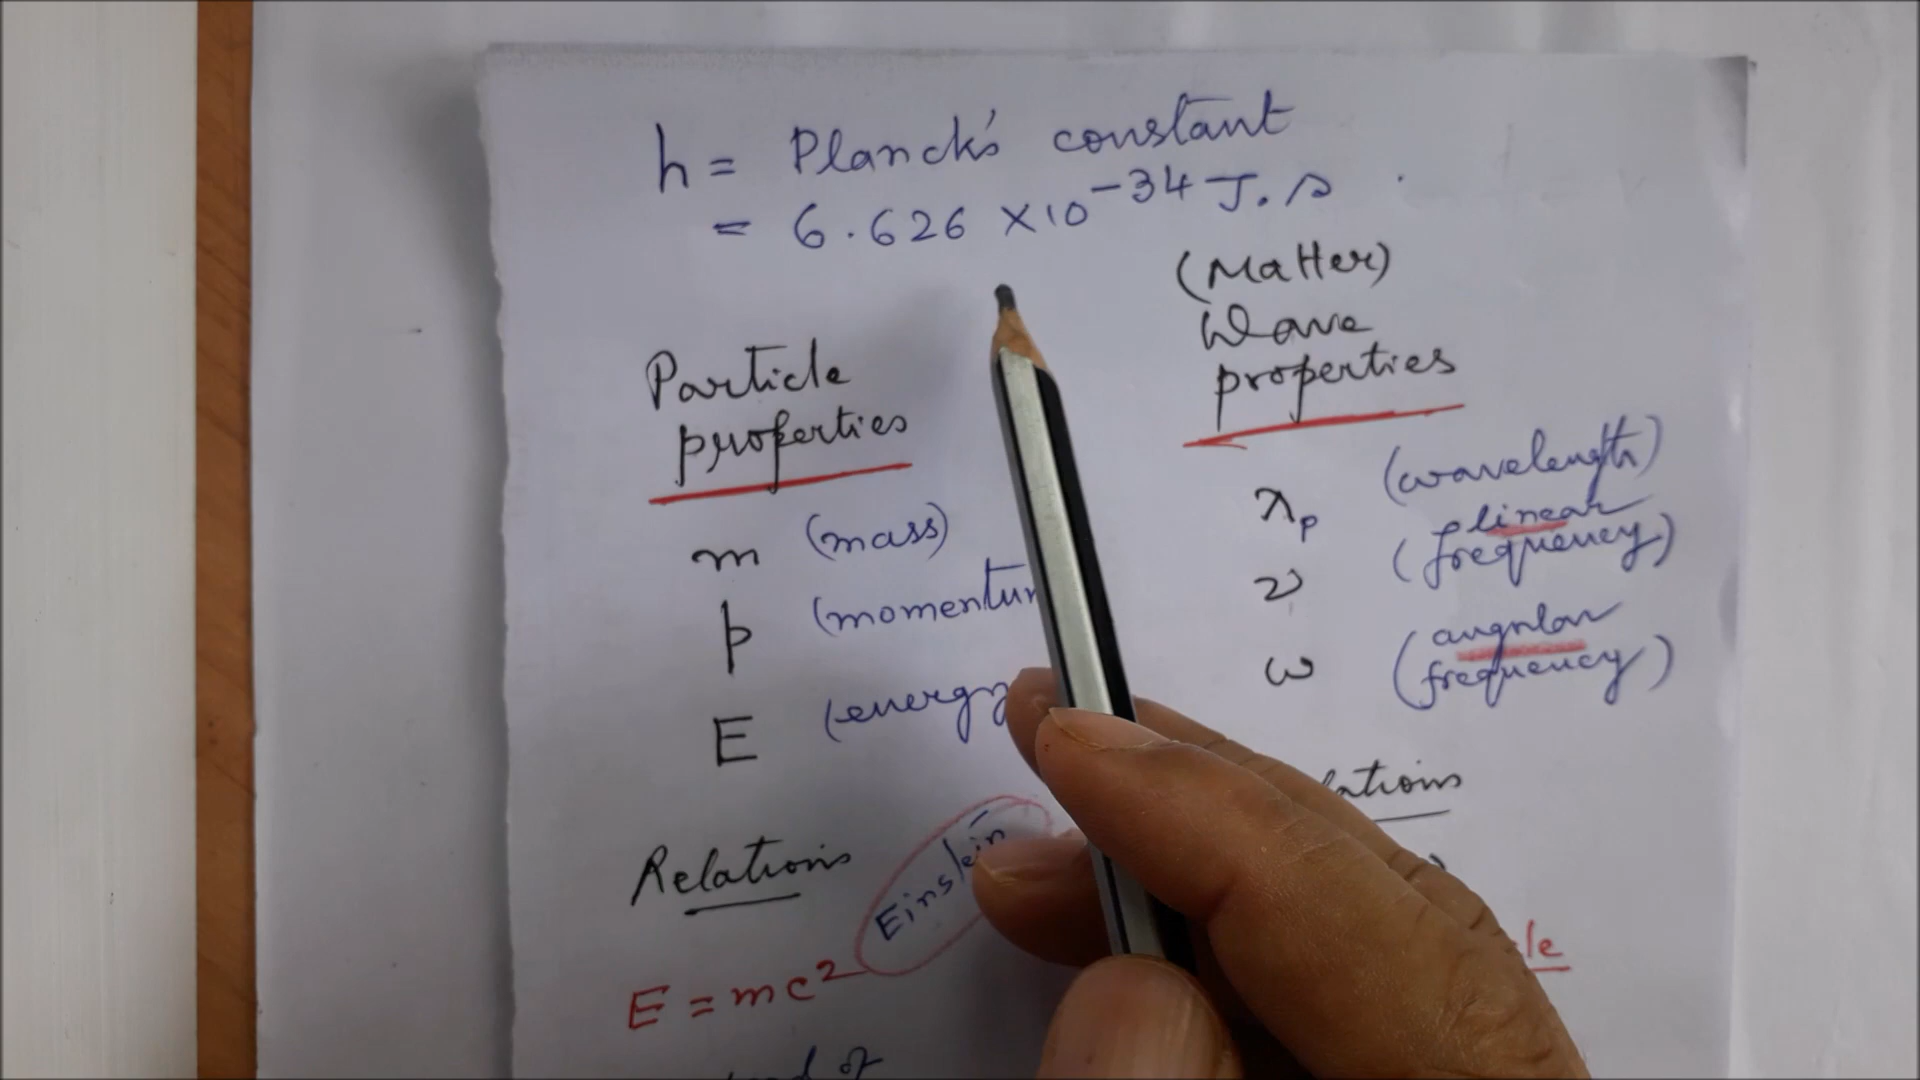 h = Planck's constant
= 6.626 ×10⁻³⁴ J.s
(Matter)
Wave
properties
Particle
properties
λp (wavelength)
m (mass)
ν (linear
frequency)
p (momentum
ω (angular
frequency)
E (energy
Relations
Einstein
E = mc²